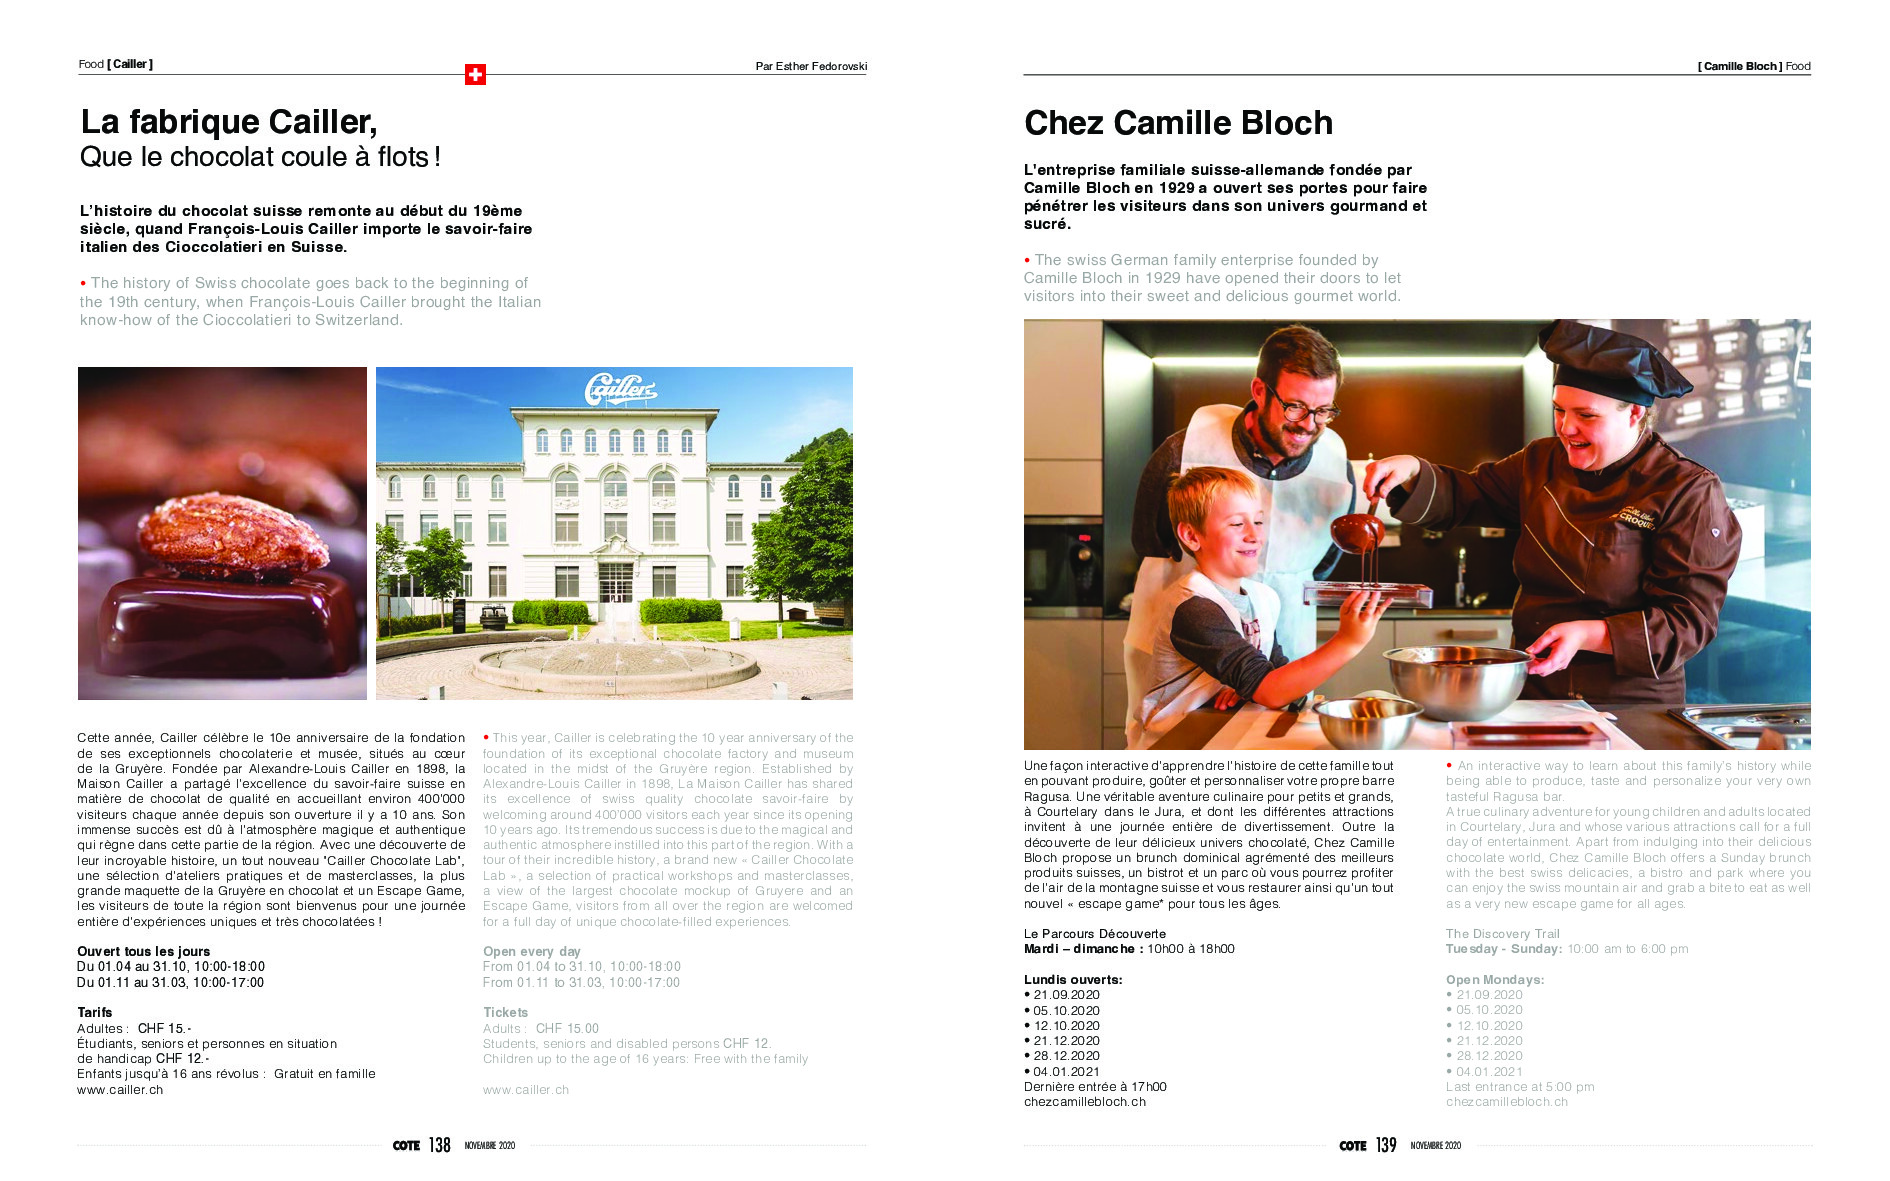 Food [ Cailler ]
Par Esther Fedorovski
La fabrique Cailler,
Que le chocolat coule à flots !
L'histoire du chocolat suisse remonte au début du 19ème
siècle, quand François-Louis Cailler importe le savoir-faire
italien des Cioccolatieri en Suisse.
• The history of Swiss chocolate goes back to the beginning of
the 19th century, when François-Louis Cailler brought the Italian
know-how of the Cioccolatieri to Switzerland.
Cailler
Cette année, Cailler célèbre le 10e anniversaire de la fondation
de ses exceptionnels chocolaterie et musée, situés au cœur
de la Gruyère. Fondée par Alexandre-Louis Cailler en 1898, la
Maison Cailler a partagé l'excellence du savoir-faire suisse en
matière de chocolat de qualité en accueillant environ 400'000
visiteurs chaque année depuis son ouverture il y a 10 ans. Son
immense succès est dû à l'atmosphère magique et authentique
qui règne dans cette partie de la région. Avec une découverte de
leur incroyable histoire, un tout nouveau "Cailler Chocolate Lab",
une sélection d'ateliers pratiques et de masterclasses, la plus
grande maquette de la Gruyère en chocolat et un Escape Game,
les visiteurs de toute la région sont bienvenus pour une journée
entière d'expériences uniques et très chocolatées !
Ouvert tous les jours
Du 01.04 au 31.10, 10:00-18:00
Du 01.11 au 31.03, 10:00-17:00
Tarifs
Adultes : CHF 15.-
Étudiants, seniors et personnes en situation
de handicap CHF 12.-
Enfants jusqu'à 16 ans révolus : Gratuit en famille
www.cailler.ch
• This year, Cailler is celebrating the 10 year anniversary of the
foundation of its exceptional chocolate factory and museum
located in the midst of the Gruyère region. Established by
Alexandre-Louis Cailler in 1898, La Maison Cailler has shared
its excellence of swiss quality chocolate savoir-faire by
welcoming around 400'000 visitors each year since its opening
10 years ago. Its tremendous success is due to the magical and
authentic atmosphere instilled into this part of the region. With a
tour of their incredible history, a brand new « Cailler Chocolate
Lab », a selection of practical workshops and masterclasses,
a view of the largest chocolate mockup of Gruyere and an
Escape Game, visitors from all over the region are welcomed
for a full day of unique chocolate-filled experiences.
Open every day
From 01.04 to 31.10, 10:00-18:00
From 01.11 to 31.03, 10:00-17:00
Tickets
Adults : CHF 15.00
Students, seniors and disabled persons CHF 12.
Children up to the age of 16 years: Free with the family
www.cailler.ch
COTE 138 NOVEMBRE 2020
[ Camille Bloch ] Food
Chez Camille Bloch
L'entreprise familiale suisse-allemande fondée par
Camille Bloch en 1929 a ouvert ses portes pour faire
pénétrer les visiteurs dans son univers gourmand et
sucré.
• The swiss German family enterprise founded by
Camille Bloch in 1929 have opened their doors to let
visitors into their sweet and delicious gourmet world.
CROQUE
Une façon interactive d'apprendre l'histoire de cette famille tout
en pouvant produire, goûter et personnaliser votre propre barre
Ragusa. Une véritable aventure culinaire pour petits et grands,
à Courtelary dans le Jura, et dont les différentes attractions
invitent à une journée entière de divertissement. Outre la
découverte de leur délicieux univers chocolaté, Chez Camille
Bloch propose un brunch dominical agrémenté des meilleurs
produits suisses, un bistrot et un parc où vous pourrez profiter
de l'air de la montagne suisse et vous restaurer ainsi qu'un tout
nouvel « escape game" pour tous les âges.
Le Parcours Découverte
Mardi – dimanche : 10h00 à 18h00
Lundis ouverts:
• 21.09.2020
• 05.10.2020
• 12.10.2020
• 21.12.2020
• 28.12.2020
• 04.01.2021
Dernière entrée à 17h00
chezcamillebloch.ch
• An interactive way to learn about this family's history while
being able to produce, taste and personalize your very own
tasteful Ragusa bar.
A true culinary adventure for young children and adults located
in Courtelary, Jura and whose various attractions call for a full
day of entertainment. Apart from indulging into their delicious
chocolate world, Chez Camille Bloch offers a Sunday brunch
with the best swiss delicacies, a bistro and park where you
can enjoy the swiss mountain air and grab a bite to eat as well
as a very new escape game for all ages.
The Discovery Trail
Tuesday - Sunday: 10:00 am to 6:00 pm
Open Mondays:
• 21.09.2020
• 05.10.2020
• 12.10.2020
• 21.12.2020
• 28.12.2020
• 04.01.2021
Last entrance at 5:00 pm
chezcamillebloch.ch
COTE 139 NOVEMBRE 2020